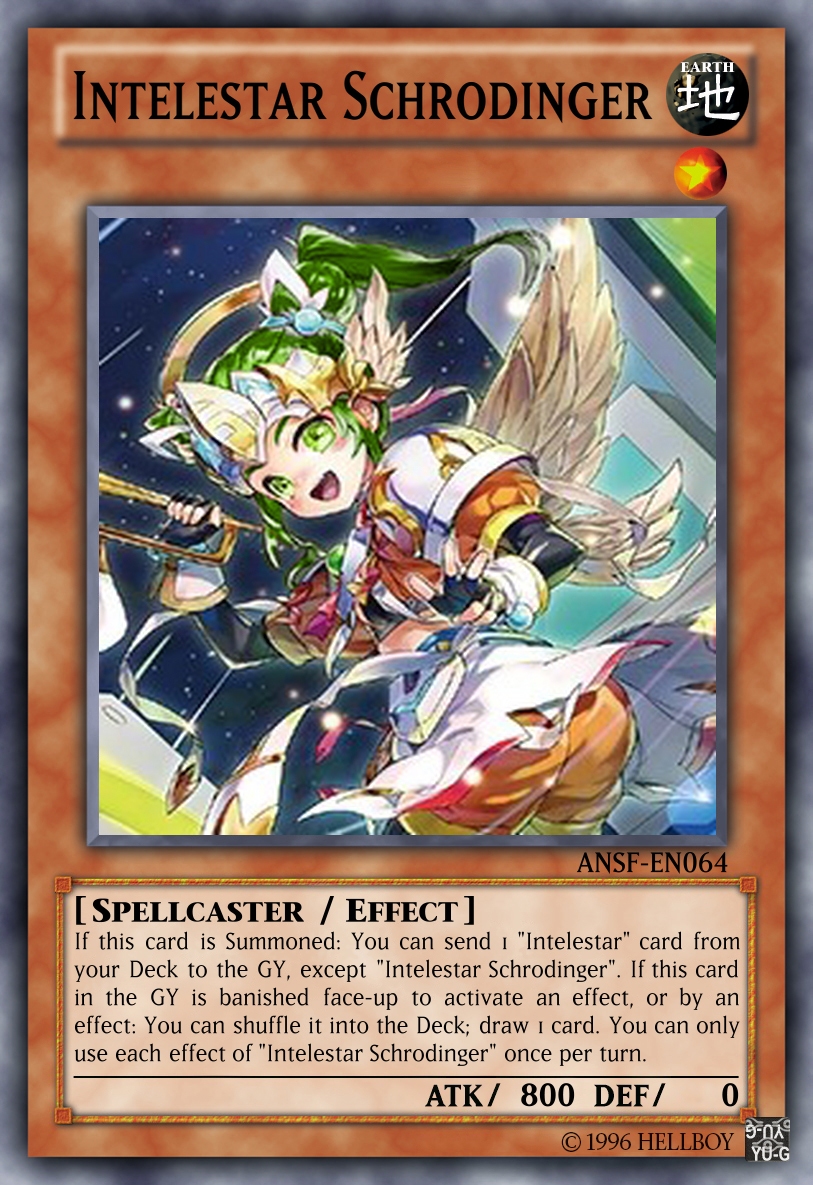 Intelestar Schrodinger
EARTH
地
ANSF-EN064
[ Spellcaster / Effect ]
If this card is Summoned: You can send 1 "Intelestar" card from
your Deck to the GY, except "Intelestar Schrodinger". If this card
in the GY is banished face-up to activate an effect, or by an
effect: You can shuffle it into the Deck; draw 1 card. You can only
use each effect of "Intelestar Schrodinger" once per turn.
ATK/ 800 DEF/ 0
© 1996 HELLBOY
YU-G
YU-G